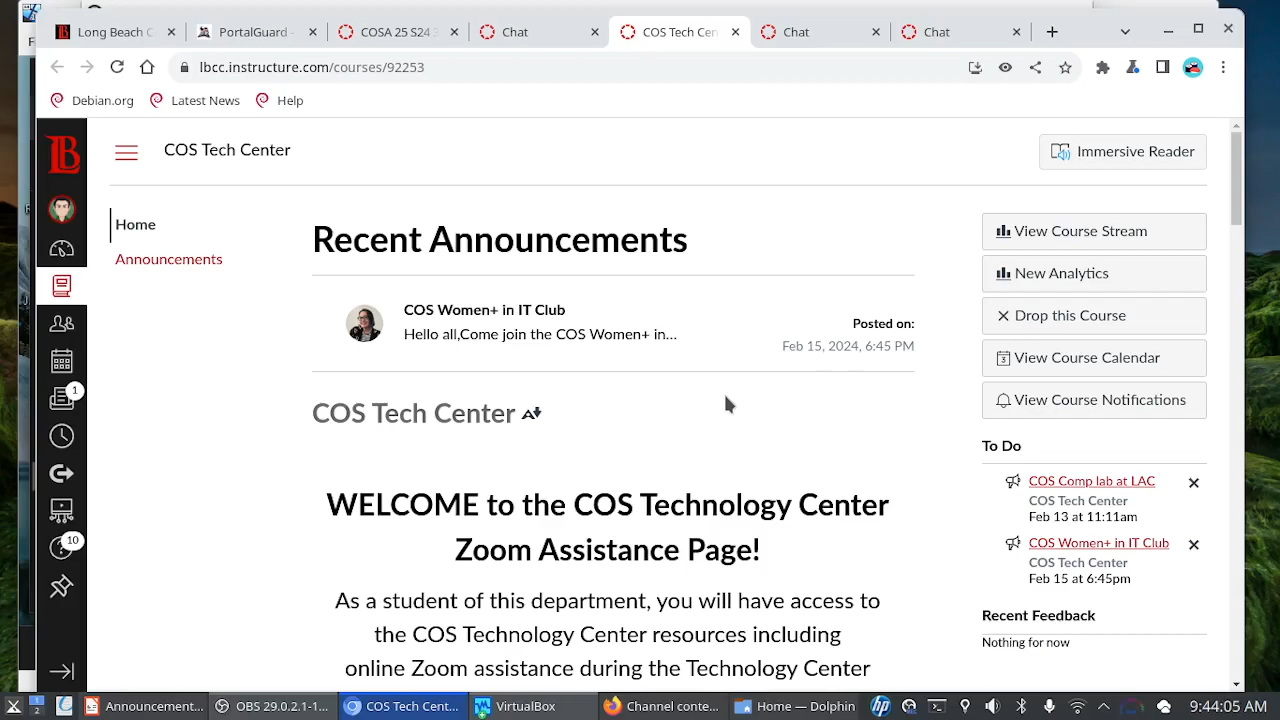 Long Beach C
PortalGuard -
COSA 25 S24 3
Chat
COS Tech Cen
Chat
Chat
lbcc.instructure.com/courses/92253
Debian.org
Latest News
Help
LB
COS Tech Center
Immersive Reader
Home
Announcements
Recent Announcements
COS Women+ in IT Club
Hello all,Come join the COS Women+ in...
Posted on:
Feb 15, 2024, 6:45 PM
COS Tech Center
WELCOME to the COS Technology Center
Zoom Assistance Page!
As a student of this department, you will have access to
the COS Technology Center resources including
online Zoom assistance during the Technology Center
View Course Stream
New Analytics
Drop this Course
View Course Calendar
View Course Notifications
To Do
COS Comp lab at LAC
COS Tech Center
Feb 13 at 11:11am
COS Women+ in IT Club
COS Tech Center
Feb 15 at 6:45pm
Recent Feedback
Nothing for now
1
10
1
2
Announcement...
OBS 29.0.2.1-1...
COS Tech Cent...
VirtualBox
Channel conte...
Home — Dolphin
9:44:05 AM